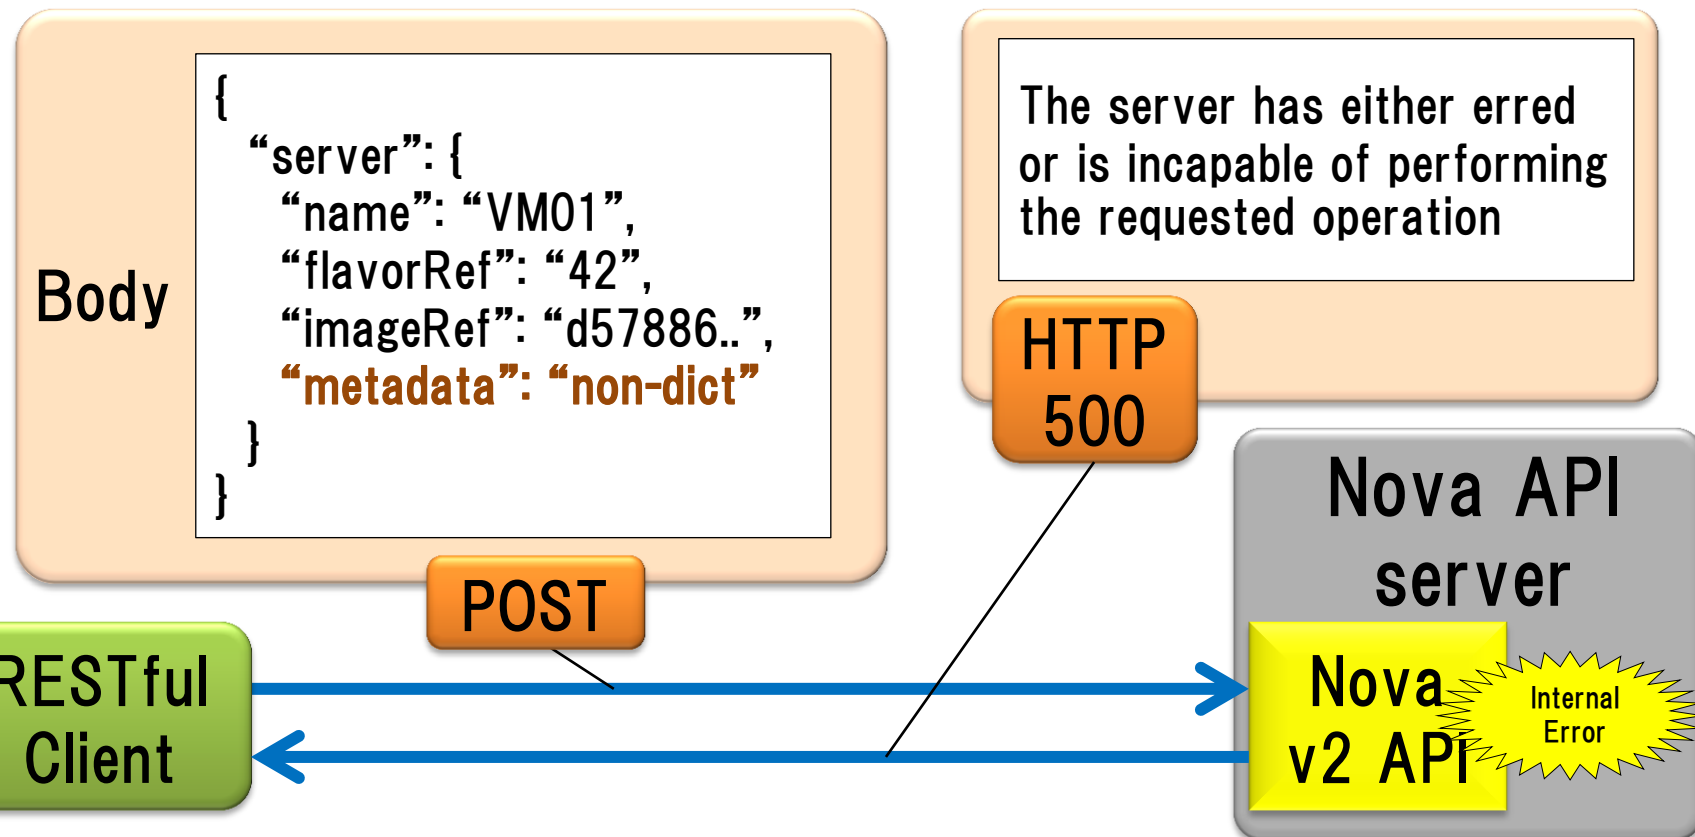 Body
{
“server”: {
“name”: “VM01”,
“flavorRef”: “42”,
“imageRef”: “d57886..”,
“metadata”: “non-dict”
}
}
POST
The server has either erred
or is incapable of performing
the requested operation
HTTP
500
Nova API
server
RESTful
Client
Nova
v2 API
Internal
Error